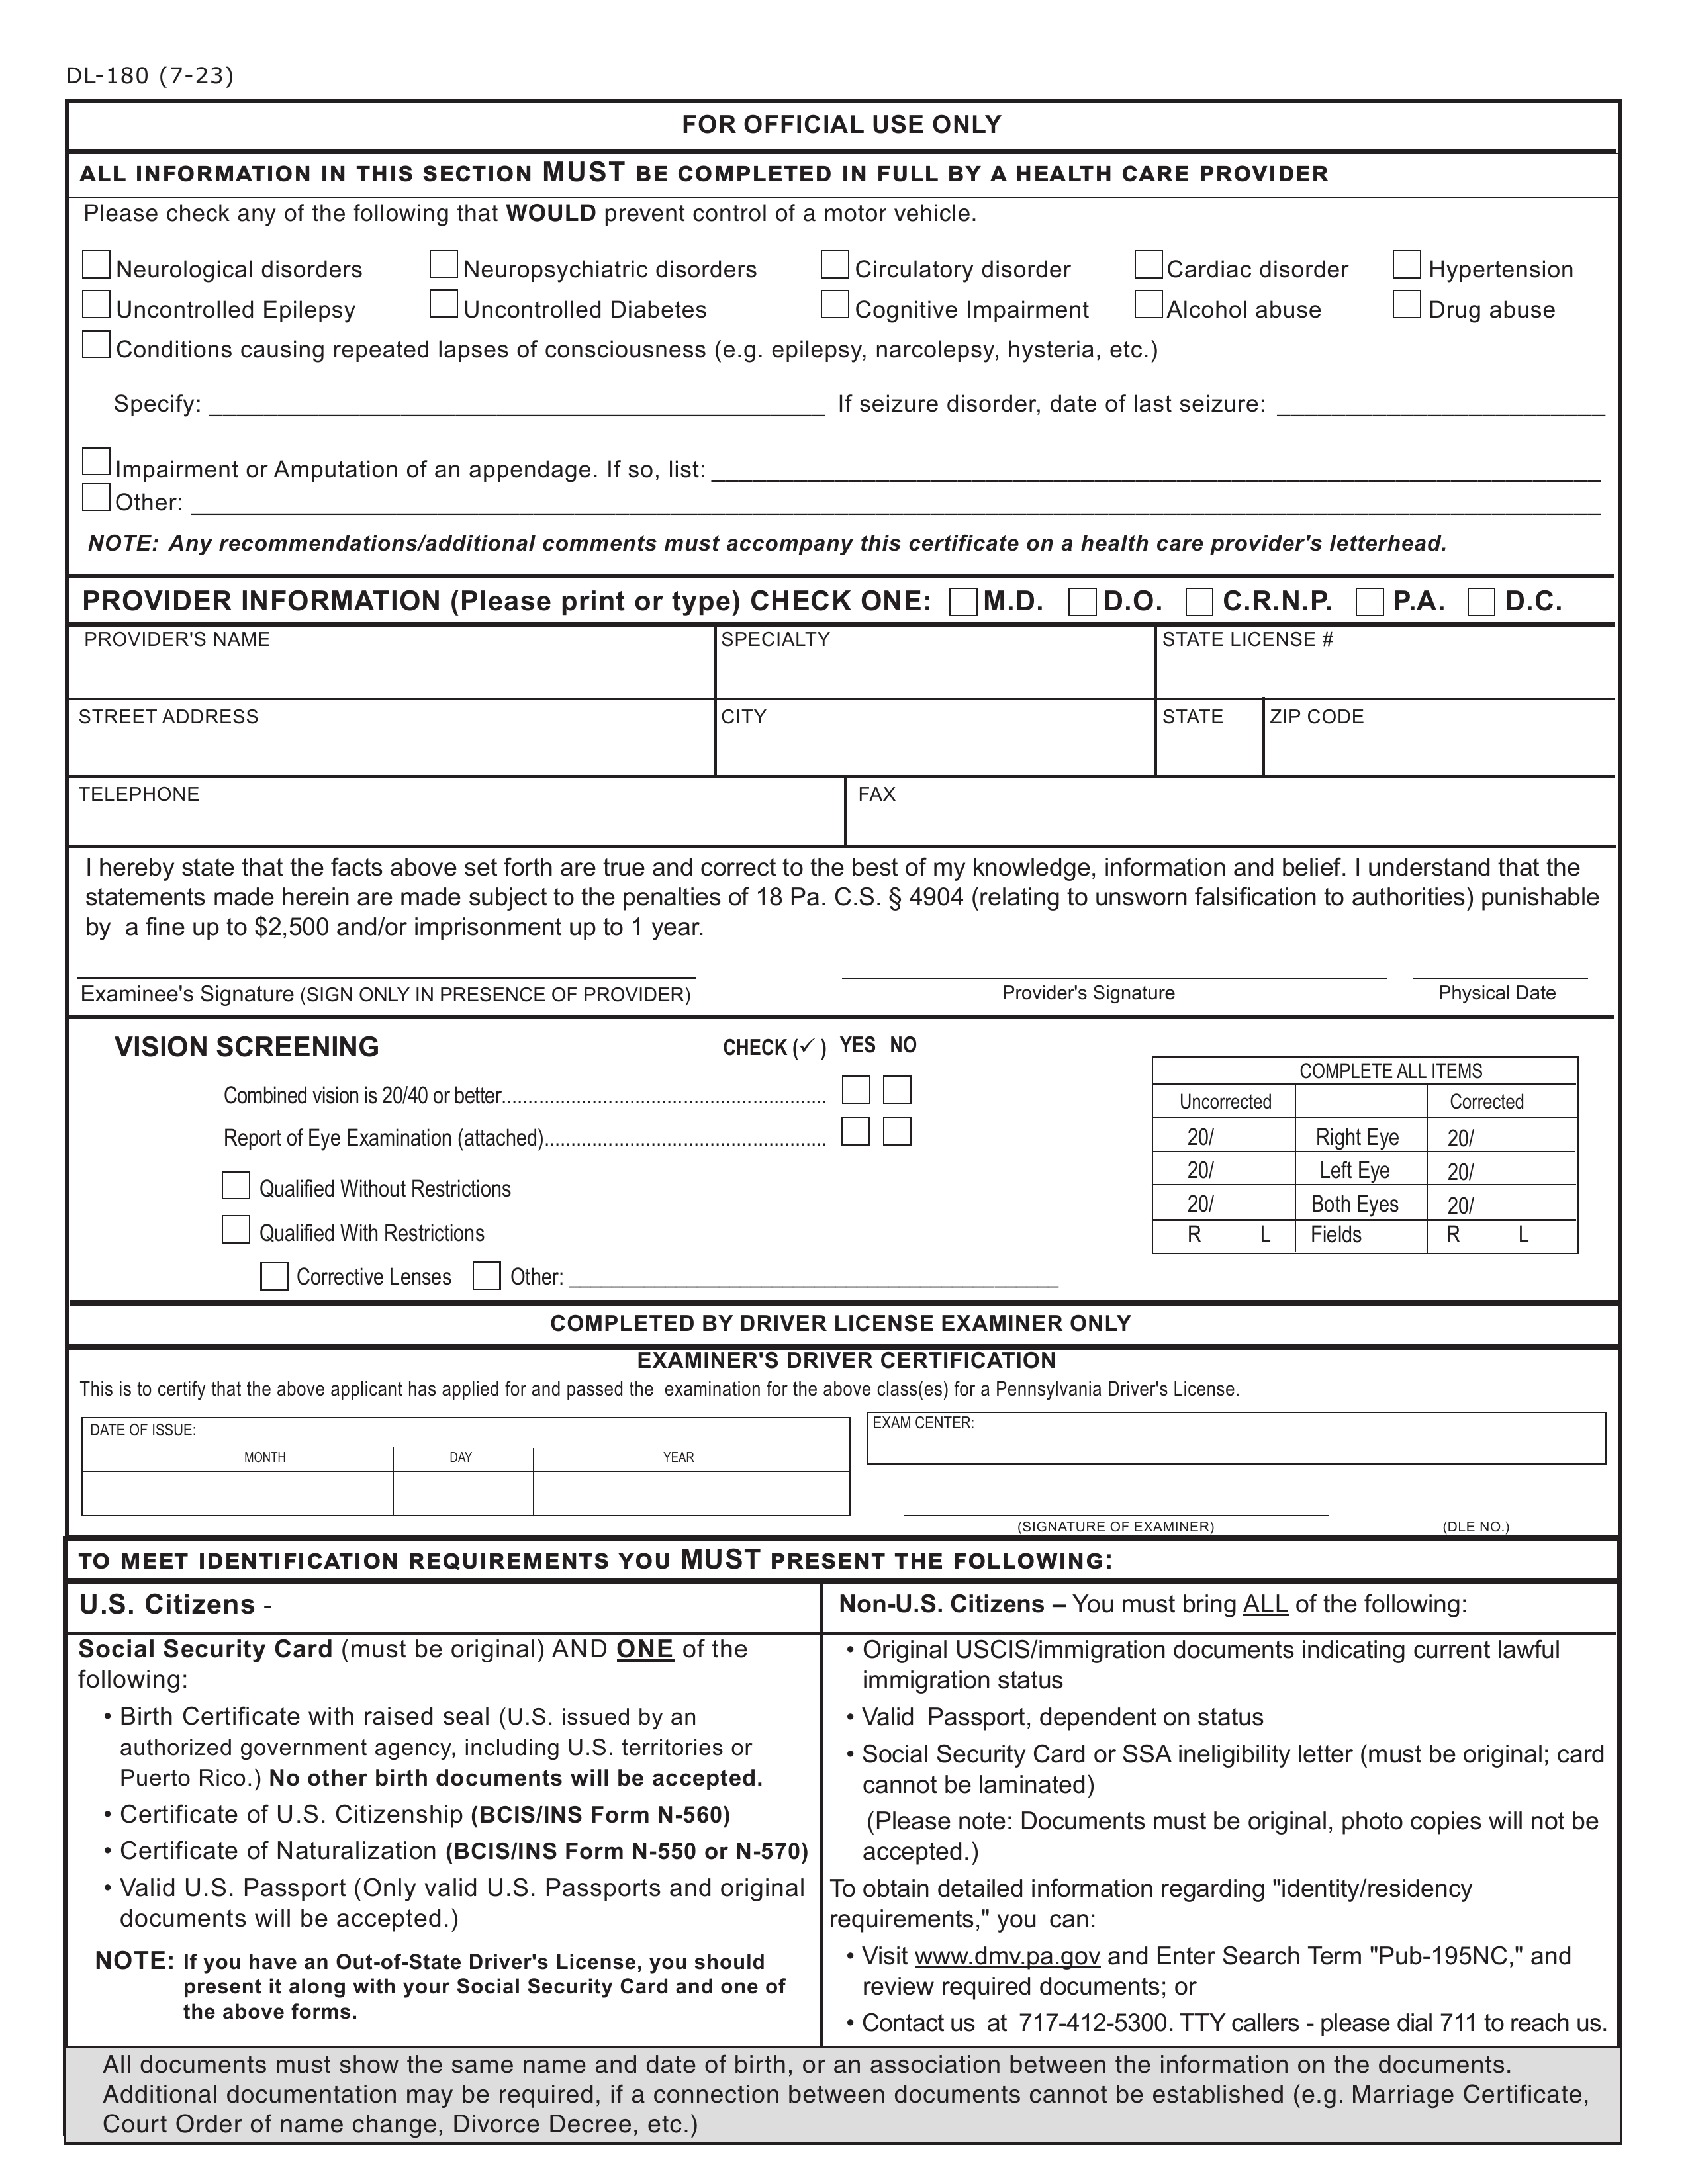 DL-180 (7-23)
FOR OFFICIAL USE ONLY
ALL INFORMATION IN THIS SECTION MUST BE COMPLETED IN FULL BY A HEALTH CARE PROVIDER
Please check any of the following that WOULD prevent control of a motor vehicle.
Neurological disorders Neuropsychiatric disorders Circulatory disorder Cardiac disorder Hypertension
Uncontrolled Epilepsy Uncontrolled Diabetes Cognitive Impairment Alcohol abuse Drug abuse
Conditions causing repeated lapses of consciousness (e.g. epilepsy, narcolepsy, hysteria, etc.)
Specify: If seizure disorder, date of last seizure:
Impairment or Amputation of an appendage. If so, list:
Other:
NOTE: Any recommendations/additional comments must accompany this certificate on a health care provider's letterhead.
PROVIDER INFORMATION (Please print or type) CHECK ONE: M.D. D.O. C.R.N.P. P.A. D.C.
PROVIDER'S NAME SPECIALTY STATE LICENSE #
STREET ADDRESS CITY STATE ZIP CODE
TELEPHONE FAX
I hereby state that the facts above set forth are true and correct to the best of my knowledge, information and belief. I understand that the
statements made herein are made subject to the penalties of 18 Pa. C.S. § 4904 (relating to unsworn falsification to authorities) punishable
by a fine up to $2,500 and/or imprisonment up to 1 year.
Examinee's Signature (SIGN ONLY IN PRESENCE OF PROVIDER) Provider's Signature Physical Date
VISION SCREENING CHECK (✓) YES NO
Combined vision is 20/40 or better
Report of Eye Examination (attached)
Qualified Without Restrictions
Qualified With Restrictions
Corrective Lenses Other:
COMPLETE ALL ITEMS
Uncorrected Corrected
20/ Right Eye 20/
20/ Left Eye 20/
20/ Both Eyes 20/
R L Fields R L
COMPLETED BY DRIVER LICENSE EXAMINER ONLY
EXAMINER'S DRIVER CERTIFICATION
This is to certify that the above applicant has applied for and passed the examination for the above class(es) for a Pennsylvania Driver's License.
DATE OF ISSUE:
MONTH DAY YEAR
EXAM CENTER:
(SIGNATURE OF EXAMINER) (DLE NO.)
TO MEET IDENTIFICATION REQUIREMENTS YOU MUST PRESENT THE FOLLOWING:
U.S. Citizens -
Social Security Card (must be original) AND ONE of the
following:
• Birth Certificate with raised seal (U.S. issued by an
authorized government agency, including U.S. territories or
Puerto Rico.) No other birth documents will be accepted.
• Certificate of U.S. Citizenship (BCIS/INS Form N-560)
• Certificate of Naturalization (BCIS/INS Form N-550 or N-570)
• Valid U.S. Passport (Only valid U.S. Passports and original
documents will be accepted.)
NOTE: If you have an Out-of-State Driver's License, you should
present it along with your Social Security Card and one of
the above forms.
Non-U.S. Citizens – You must bring ALL of the following:
• Original USCIS/immigration documents indicating current lawful
immigration status
• Valid Passport, dependent on status
• Social Security Card or SSA ineligibility letter (must be original; card
cannot be laminated)
(Please note: Documents must be original, photo copies will not be
accepted.)
To obtain detailed information regarding "identity/residency
requirements," you can:
• Visit www.dmv.pa.gov and Enter Search Term "Pub-195NC," and
review required documents; or
• Contact us at 717-412-5300. TTY callers - please dial 711 to reach us.
All documents must show the same name and date of birth, or an association between the information on the documents.
Additional documentation may be required, if a connection between documents cannot be established (e.g. Marriage Certificate,
Court Order of name change, Divorce Decree, etc.)